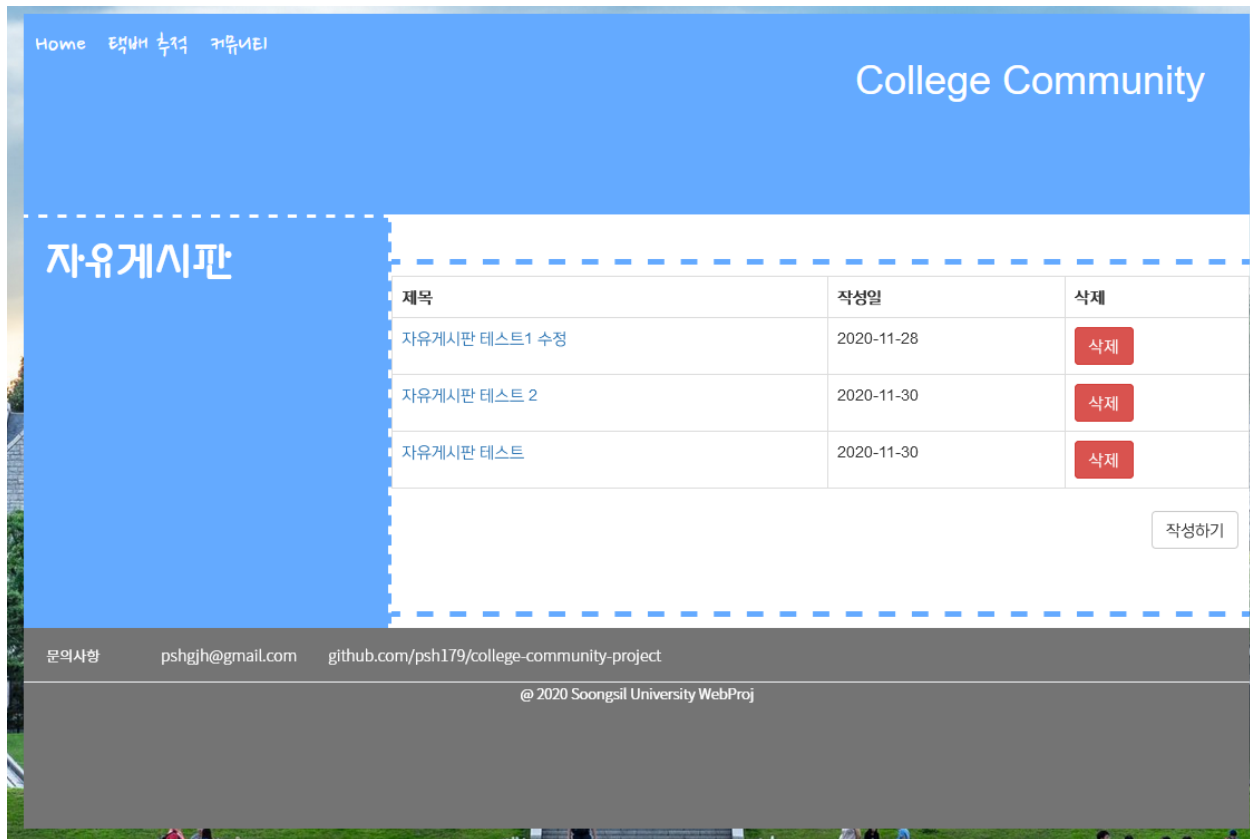 Home 택배 추적 커뮤니티
College Community
자유게시판
제목 작성일 삭제
자유게시판 테스트1 수정 2020-11-28 삭제
자유게시판 테스트 2 2020-11-30 삭제
자유게시판 테스트 2020-11-30 삭제
작성하기
문의사항 pshgjh@gmail.com github.com/psh179/college-community-project
@ 2020 Soongsil University WebProj